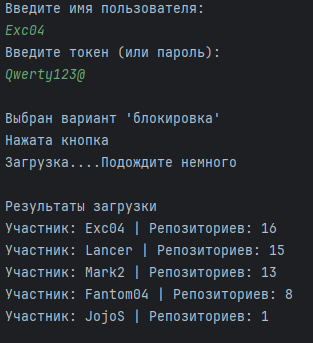 Введите имя пользователя:
Exc04
Введите токен (или пароль):
Qwerty123@
Выбран вариант 'блокировка'
Нажата кнопка
Загрузка....Подождите немного
Результаты загрузки
Участник: Exc04 | Репозиториев: 16
Участник: Lancer | Репозиториев: 15
Участник: Mark2 | Репозиториев: 13
Участник: Fantom04 | Репозиториев: 8
Участник: JojoS | Репозиториев: 1